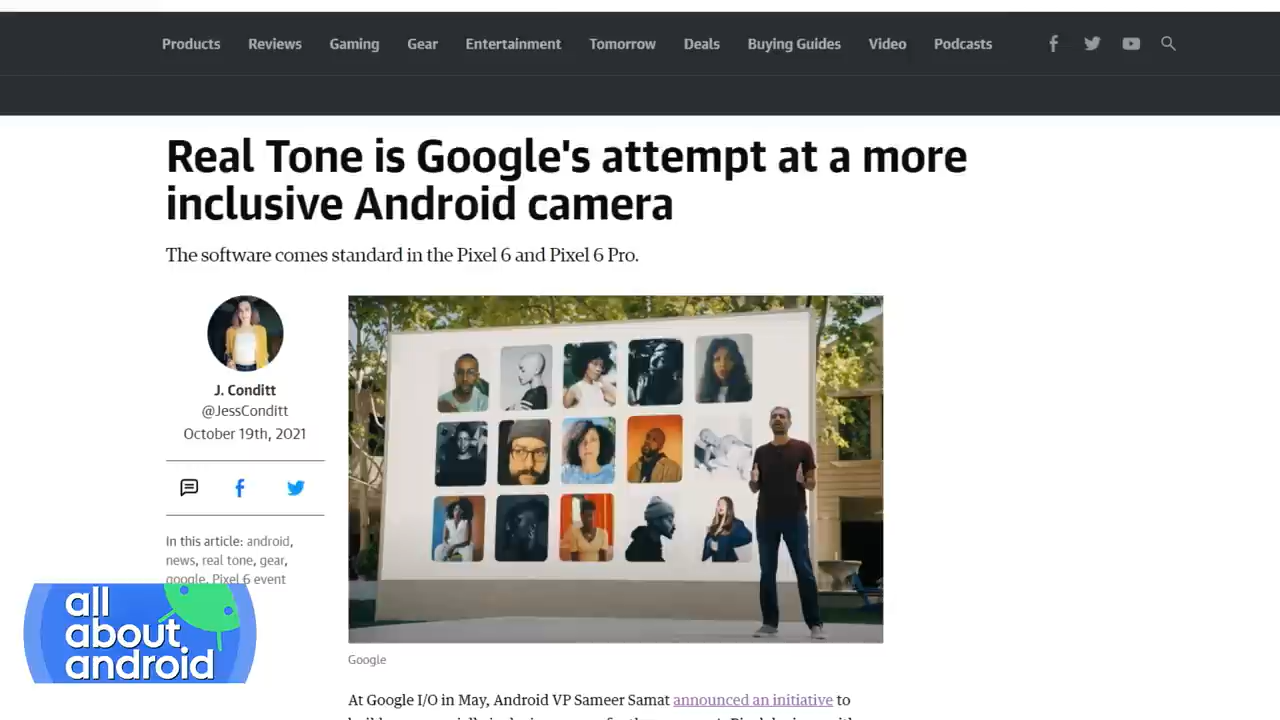 Products Reviews Gaming Gear Entertainment Tomorrow Deals Buying Guides Video Podcasts
Real Tone is Google's attempt at a more
inclusive Android camera
The software comes standard in the Pixel 6 and Pixel 6 Pro.
J. Conditt
@JessConditt
October 19th, 2021
In this article: android,
news, real tone, gear,
google, Pixel 6 event
all
about
android
Google
At Google I/O in May, Android VP Sameer Samat announced an initiative to